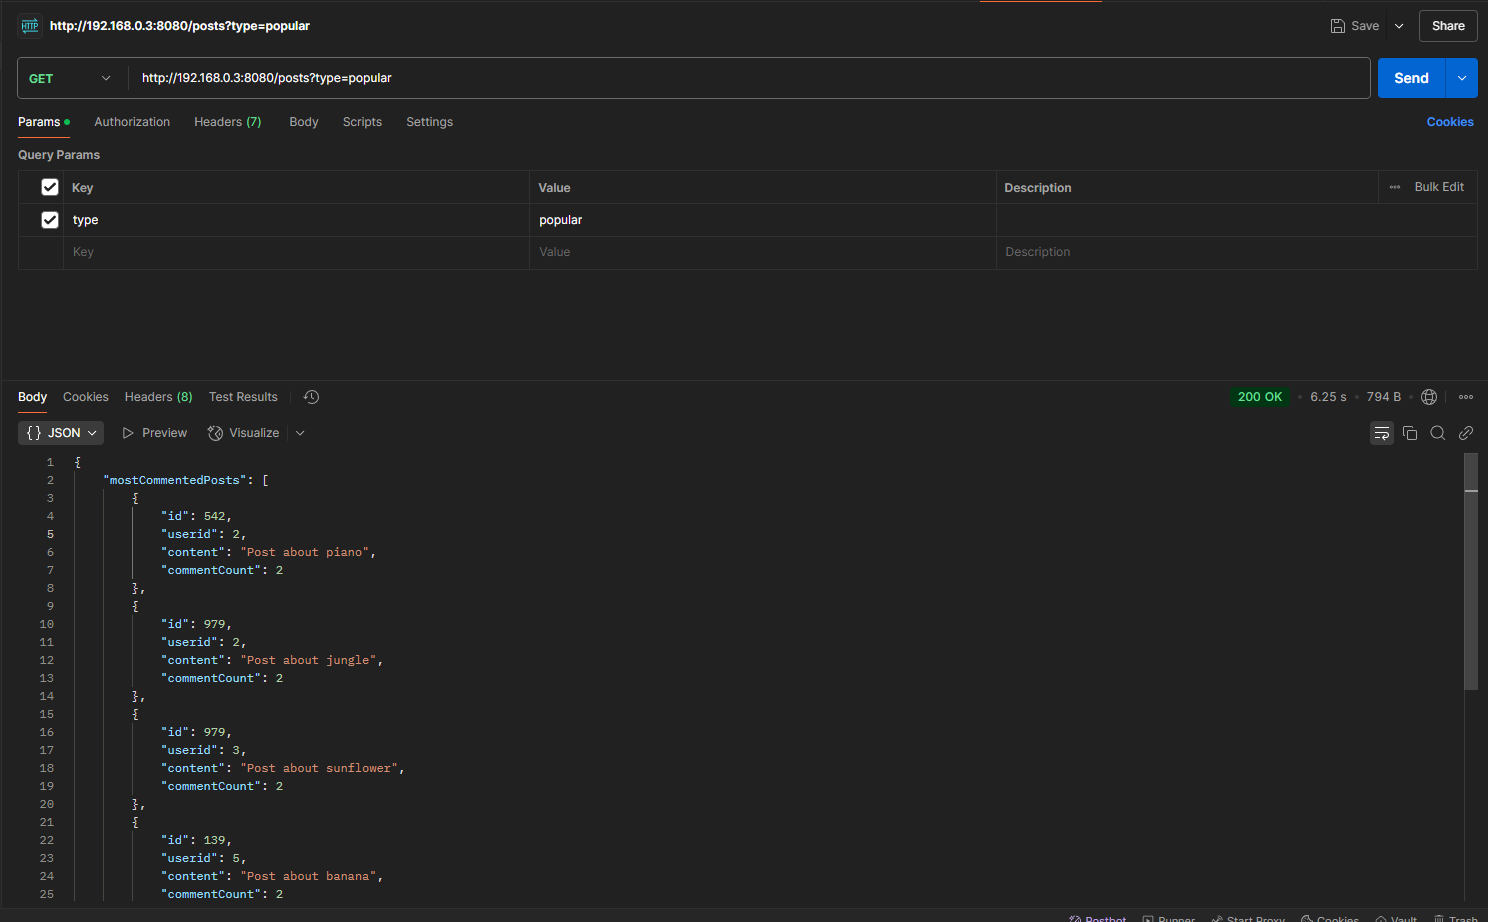 HTTP http://192.168.0.3:8080/posts?type=popular Save Share
GET http://192.168.0.3:8080/posts?type=popular Send
Params Authorization Headers (7) Body Scripts Settings Cookies
Query Params
Key Value Description Bulk Edit
type popular
Key Value Description
Body Cookies Headers (8) Test Results 200 OK • 6.25 s • 794 B •
{} JSON Preview Visualize
1 {
2 "mostCommentedPosts": [
3 {
4 "id": 542,
5 "userid": 2,
6 "content": "Post about piano",
7 "commentCount": 2
8 },
9 {
10 "id": 979,
11 "userid": 2,
12 "content": "Post about jungle",
13 "commentCount": 2
14 },
15 {
16 "id": 979,
17 "userid": 3,
18 "content": "Post about sunflower",
19 "commentCount": 2
20 },
21 {
22 "id": 139,
23 "userid": 5,
24 "content": "Post about banana",
25 "commentCount": 2
Postbot Runner Start Proxy Cookies Vault Trash